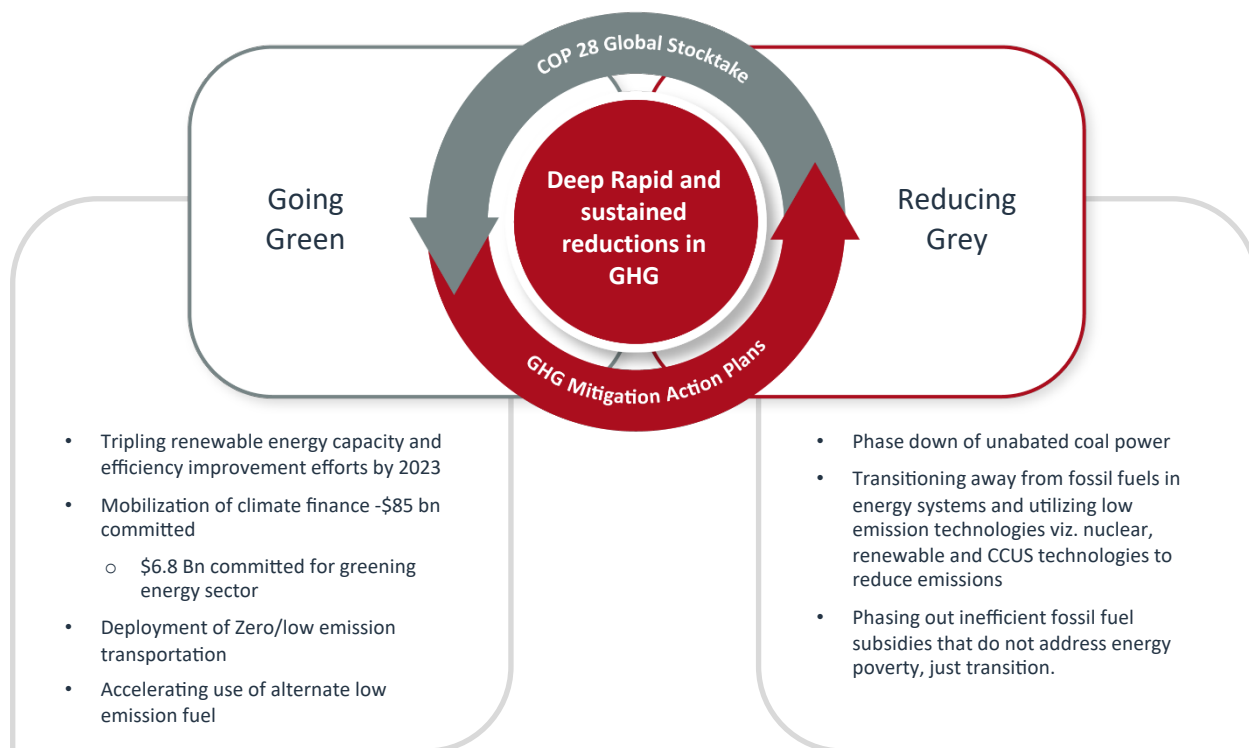 COP 28 Global Stocktake
Going
Green
Deep Rapid and
sustained
reductions in
GHG
Reducing
Grey
GHG Mitigation Action Plans
• Tripling renewable energy capacity and
efficiency improvement efforts by 2023
• Mobilization of climate finance -$85 bn
committed
o $6.8 Bn committed for greening
energy sector
• Deployment of Zero/low emission
transportation
• Accelerating use of alternate low
emission fuel
• Phase down of unabated coal power
• Transitioning away from fossil fuels in
energy systems and utilizing low
emission technologies viz. nuclear,
renewable and CCUS technologies to
reduce emissions
• Phasing out inefficient fossil fuel
subsidies that do not address energy
poverty, just transition.